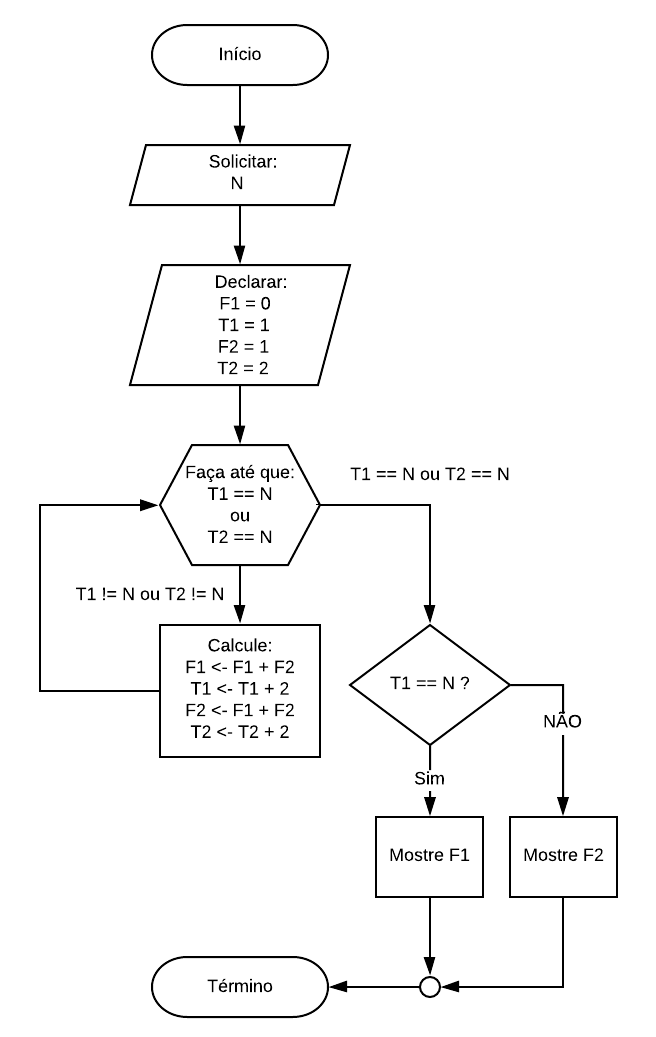 Início
Solicitar:
N
Declarar:
F1 = 0
T1 = 1
F2 = 1
T2 = 2
Faça até que:
T1 == N
ou
T2 == N
T1 == N ou T2 == N
T1 != N ou T2 != N
Calcule:
F1 <- F1 + F2
T1 <- T1 + 2
F2 <- F1 + F2
T2 <- T2 + 2
T1 == N ?
NÃO
Sim
Mostre F1
Mostre F2
Término